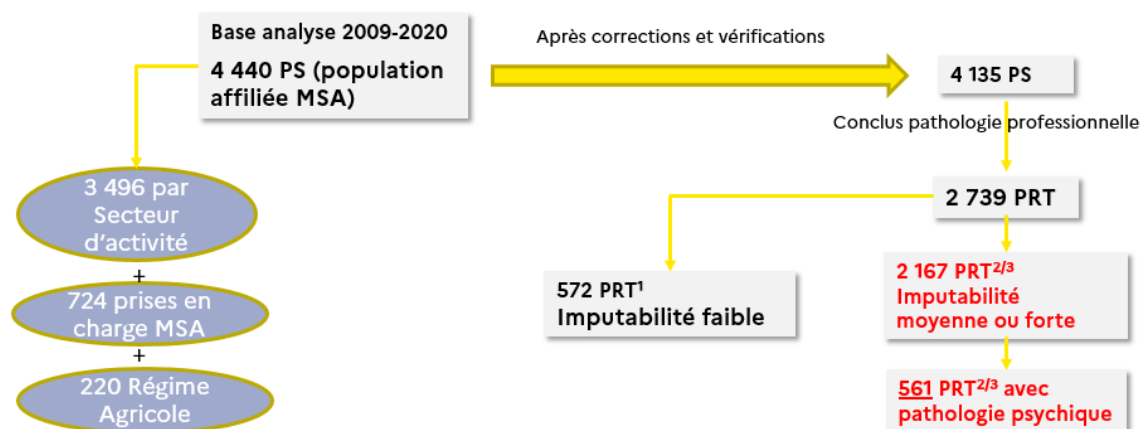 Base analyse 2009-2020
4 440 PS (population
affiliée MSA)
Après corrections et vérifications
4 135 PS
Conclus pathologie professionnelle
3 496 par
Secteur
d'activité
+
724 prises en
charge MSA
+
220 Régime
Agricole
2 739 PRT
572 PRT¹
Imputabilité faible
2 167 PRT²/³
Imputabilité
moyenne ou forte
561 PRT²/³ avec
pathologie psychique